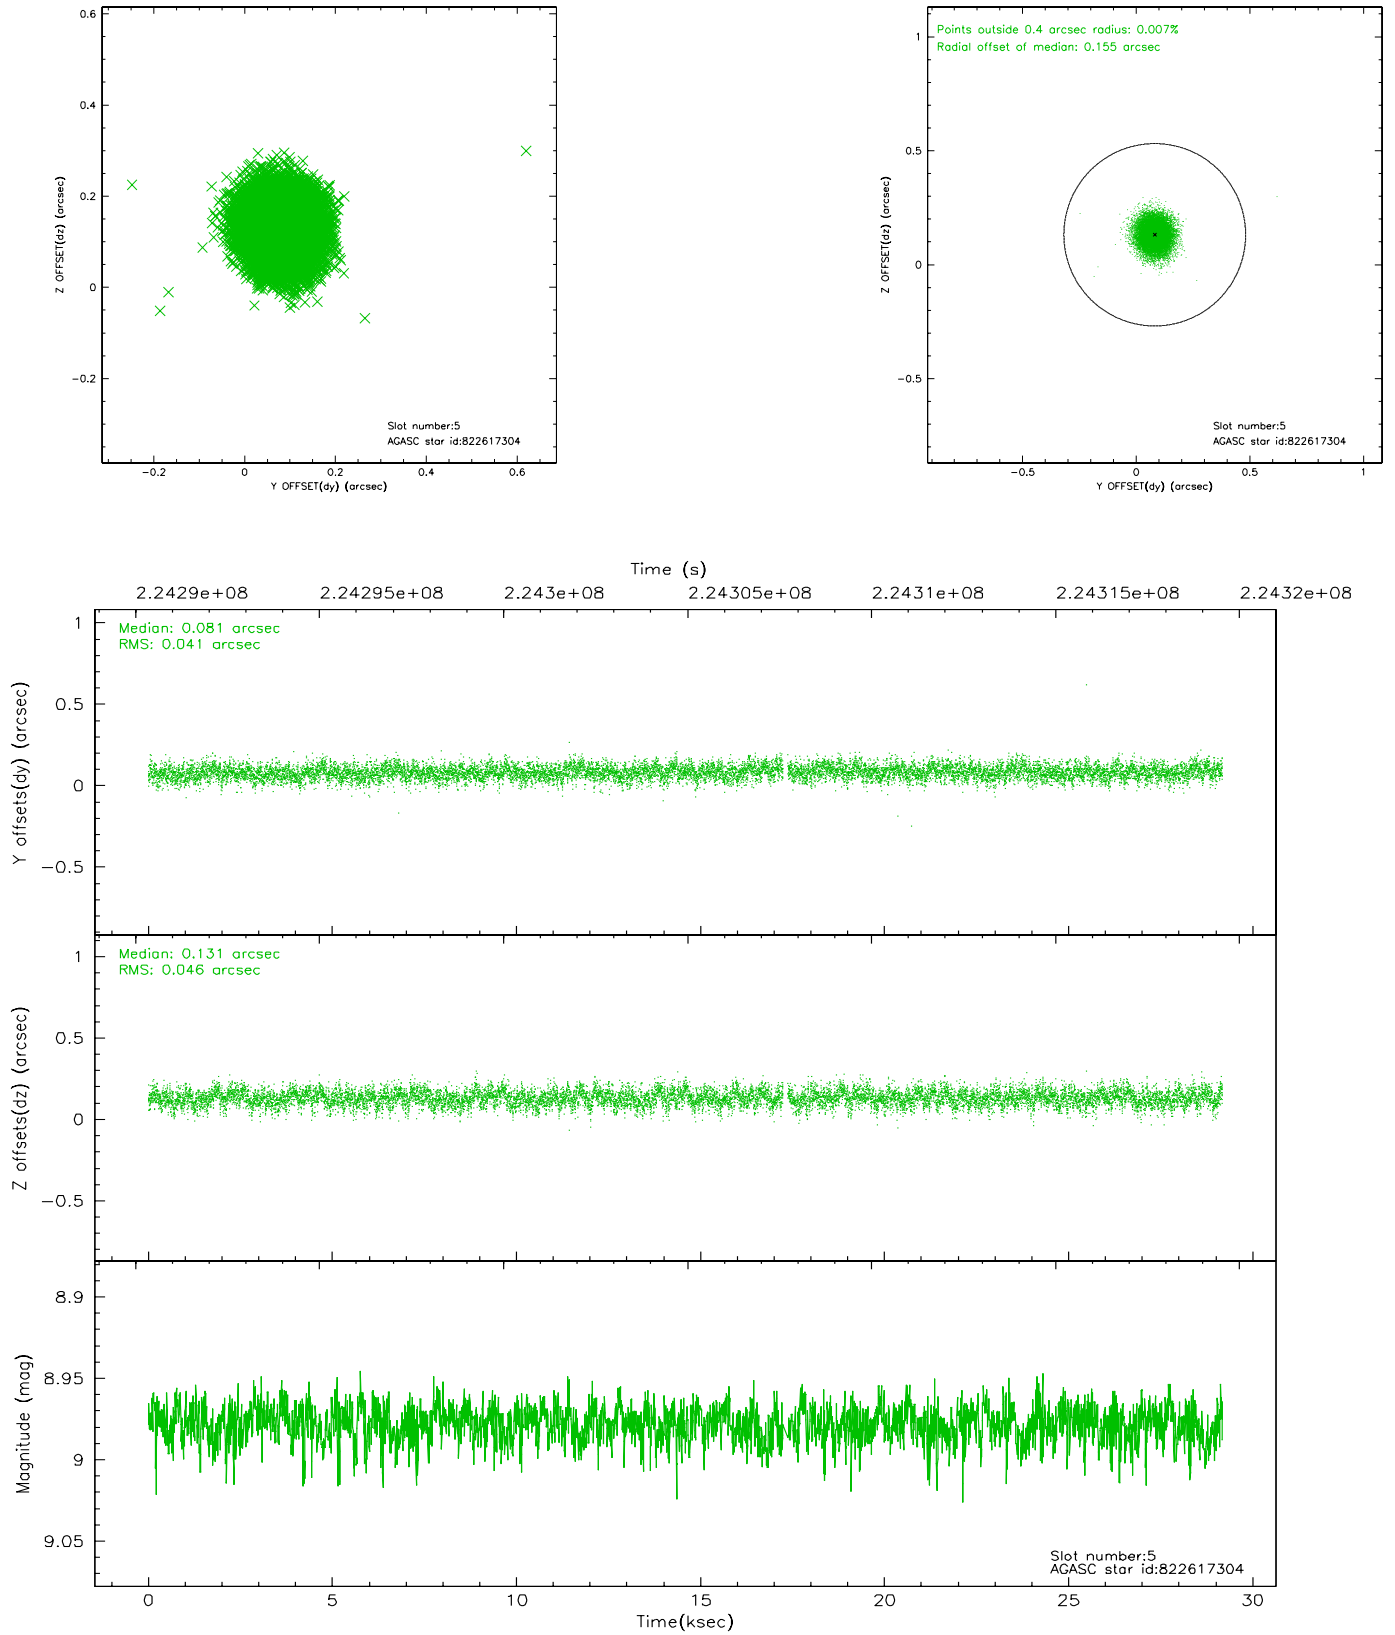 0.6
0.4
0.2
0
−0.2
Z OFFSET(dz) (arcsec)
Slot number:5
AGASC star id:822617304
−0.2 0 0.2 0.4 0.6
Y OFFSET(dy) (arcsec)
Points outside 0.4 arcsec radius: 0.007%
Radial offset of median: 0.155 arcsec
1
0.5
0
−0.5
Z OFFSET(dz) (arcsec)
Slot number:5
AGASC star id:822617304
−0.5 0 0.5 1
Y OFFSET(dy) (arcsec)
Time (s)
2.2429e+08 2.24295e+08 2.243e+08 2.24305e+08 2.2431e+08 2.24315e+08 2.2432e+08
Median: 0.081 arcsec
RMS: 0.041 arcsec
1
0.5
0
−0.5
Y offsets(dy) (arcsec)
Median: 0.131 arcsec
RMS: 0.046 arcsec
1
0.5
0
−0.5
Z offsets(dz) (arcsec)
8.9
8.95
9
9.05
Magnitude (mag)
Slot number:5
AGASC star id:822617304
0 5 10 15 20 25 30
Time(ksec)